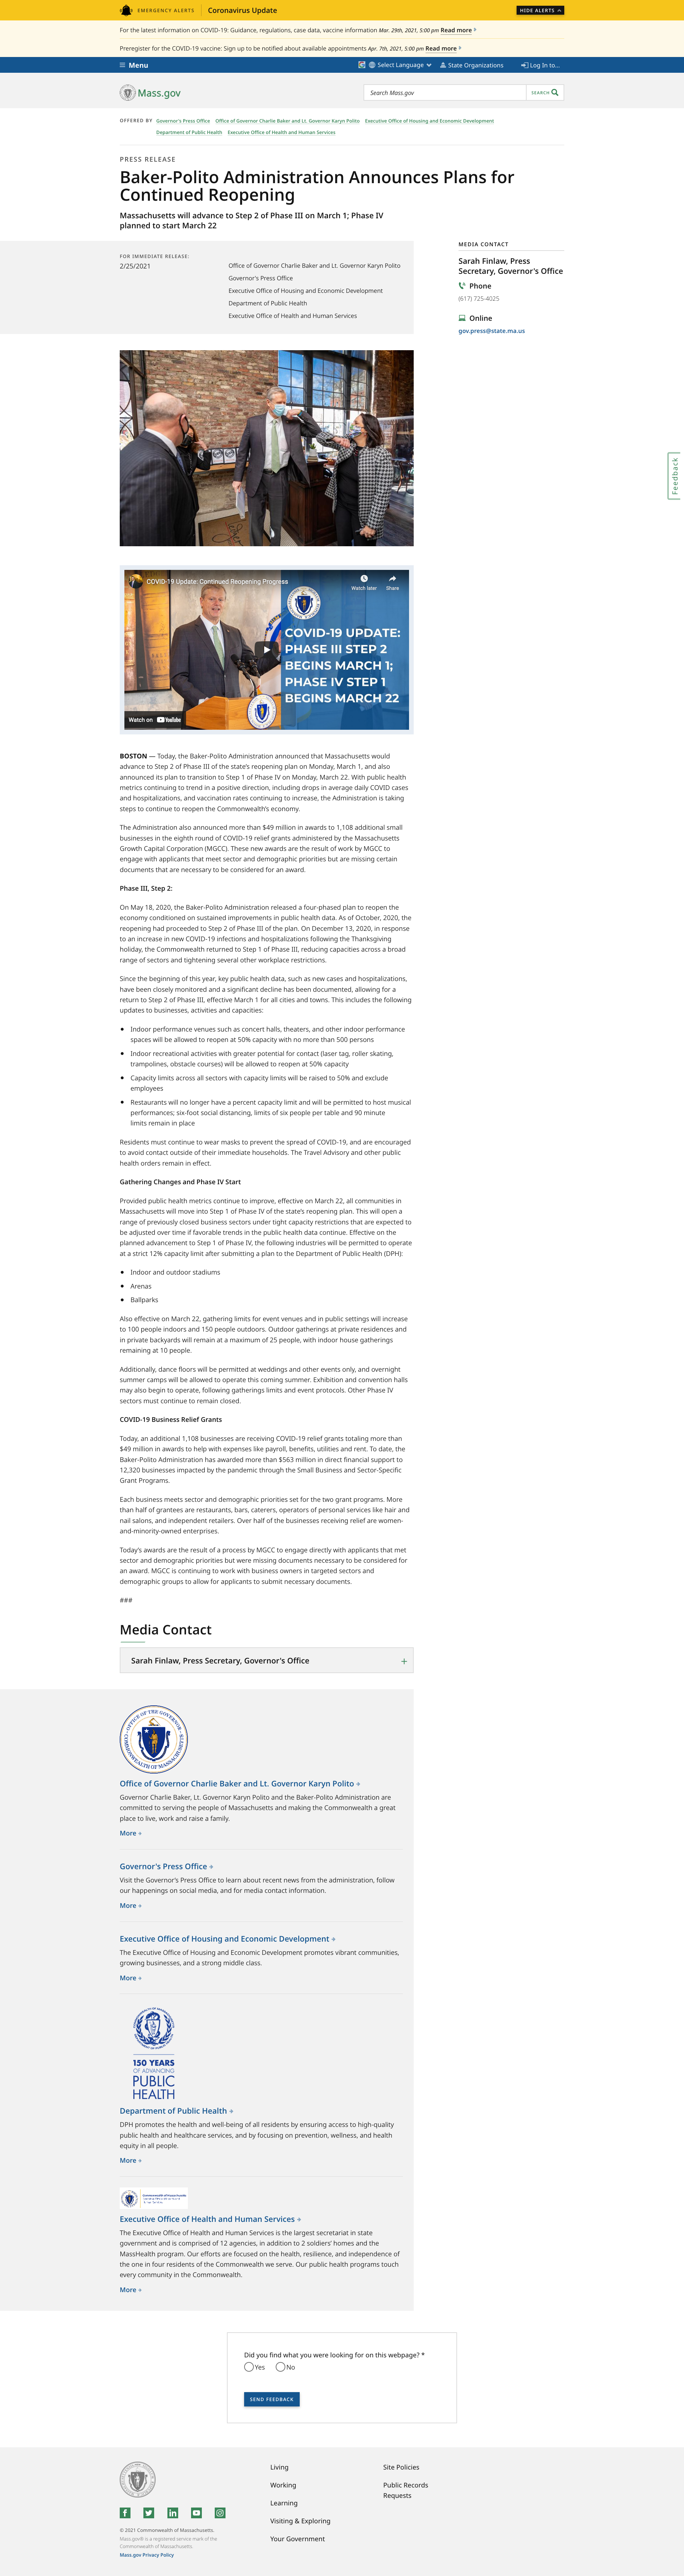 EMERGENCY ALERTS
Coronavirus Update
HIDE ALERTS
For the latest information on COVID-19: Guidance, regulations, case data, vaccine information Mar. 29th, 2021, 5:00 pm Read more
Preregister for the COVID-19 vaccine: Sign up to be notified about available appointments Apr. 7th, 2021, 5:00 pm Read more
Menu
Select Language
State Organizations
Log In to...
Mass.gov
Search Mass.gov
SEARCH
OFFERED BY Governor's Press Office Office of Governor Charlie Baker and Lt. Governor Karyn Polito Executive Office of Housing and Economic Development
Department of Public Health Executive Office of Health and Human Services
PRESS RELEASE
Baker-Polito Administration Announces Plans for
Continued Reopening
Massachusetts will advance to Step 2 of Phase III on March 1; Phase IV
planned to start March 22
FOR IMMEDIATE RELEASE:
2/25/2021
Office of Governor Charlie Baker and Lt. Governor Karyn Polito
Governor's Press Office
Executive Office of Housing and Economic Development
Department of Public Health
Executive Office of Health and Human Services
MEDIA CONTACT
Sarah Finlaw, Press
Secretary, Governor's Office
Phone
(617) 725-4025
Online
gov.press@state.ma.us
Feedback
COVID-19 Update: Continued Reopening Progress
Watch later
Share
COVID-19 UPDATE:
PHASE III STEP 2
BEGINS MARCH 1;
PHASE IV STEP 1
BEGINS MARCH 22
Watch on YouTube
BOSTON — Today, the Baker-Polito Administration announced that Massachusetts would
advance to Step 2 of Phase III of the state's reopening plan on Monday, March 1, and also
announced its plan to transition to Step 1 of Phase IV on Monday, March 22. With public health
metrics continuing to trend in a positive direction, including drops in average daily COVID cases
and hospitalizations, and vaccination rates continuing to increase, the Administration is taking
steps to continue to reopen the Commonwealth's economy.
The Administration also announced more than $49 million in awards to 1,108 additional small
businesses in the eighth round of COVID-19 relief grants administered by the Massachusetts
Growth Capital Corporation (MGCC). These new awards are the result of work by MGCC to
engage with applicants that meet sector and demographic priorities but are missing certain
documents that are necessary to be considered for an award.
Phase III, Step 2:
On May 18, 2020, the Baker-Polito Administration released a four-phased plan to reopen the
economy conditioned on sustained improvements in public health data. As of October, 2020, the
reopening had proceeded to Step 2 of Phase III of the plan. On December 13, 2020, in response
to an increase in new COVID-19 infections and hospitalizations following the Thanksgiving
holiday, the Commonwealth returned to Step 1 of Phase III, reducing capacities across a broad
range of sectors and tightening several other workplace restrictions.
Since the beginning of this year, key public health data, such as new cases and hospitalizations,
have been closely monitored and a significant decline has been documented, allowing for a
return to Step 2 of Phase III, effective March 1 for all cities and towns. This includes the following
updates to businesses, activities and capacities:
• Indoor performance venues such as concert halls, theaters, and other indoor performance
spaces will be allowed to reopen at 50% capacity with no more than 500 persons
• Indoor recreational activities with greater potential for contact (laser tag, roller skating,
trampolines, obstacle courses) will be allowed to reopen at 50% capacity
• Capacity limits across all sectors with capacity limits will be raised to 50% and exclude
employees
• Restaurants will no longer have a percent capacity limit and will be permitted to host musical
performances; six-foot social distancing, limits of six people per table and 90 minute
limits remain in place
Residents must continue to wear masks to prevent the spread of COVID-19, and are encouraged
to avoid contact outside of their immediate households. The Travel Advisory and other public
health orders remain in effect.
Gathering Changes and Phase IV Start
Provided public health metrics continue to improve, effective on March 22, all communities in
Massachusetts will move into Step 1 of Phase IV of the state's reopening plan. This will open a
range of previously closed business sectors under tight capacity restrictions that are expected to
be adjusted over time if favorable trends in the public health data continue. Effective on the
planned advancement to Step 1 of Phase IV, the following industries will be permitted to operate
at a strict 12% capacity limit after submitting a plan to the Department of Public Health (DPH):
• Indoor and outdoor stadiums
• Arenas
• Ballparks
Also effective on March 22, gathering limits for event venues and in public settings will increase
to 100 people indoors and 150 people outdoors. Outdoor gatherings at private residences and
in private backyards will remain at a maximum of 25 people, with indoor house gatherings
remaining at 10 people.
Additionally, dance floors will be permitted at weddings and other events only, and overnight
summer camps will be allowed to operate this coming summer. Exhibition and convention halls
may also begin to operate, following gatherings limits and event protocols. Other Phase IV
sectors must continue to remain closed.
COVID-19 Business Relief Grants
Today, an additional 1,108 businesses are receiving COVID-19 relief grants totaling more than
$49 million in awards to help with expenses like payroll, benefits, utilities and rent. To date, the
Baker-Polito Administration has awarded more than $563 million in direct financial support to
12,320 businesses impacted by the pandemic through the Small Business and Sector-Specific
Grant Programs.
Each business meets sector and demographic priorities set for the two grant programs. More
than half of grantees are restaurants, bars, caterers, operators of personal services like hair and
nail salons, and independent retailers. Over half of the businesses receiving relief are women-
and-minority-owned enterprises.
Today's awards are the result of a process by MGCC to engage directly with applicants that met
sector and demographic priorities but were missing documents necessary to be considered for
an award. MGCC is continuing to work with business owners in targeted sectors and
demographic groups to allow for applicants to submit necessary documents.
###
Media Contact
Sarah Finlaw, Press Secretary, Governor's Office
OFFICE OF THE GOVERNOR
COMMONWEALTH OF MASSACHUSETTS
Office of Governor Charlie Baker and Lt. Governor Karyn Polito
Governor Charlie Baker, Lt. Governor Karyn Polito and the Baker-Polito Administration are
committed to serving the people of Massachusetts and making the Commonwealth a great
place to live, work and raise a family.
More
Governor's Press Office
Visit the Governor's Press Office to learn about recent news from the administration, follow
our happenings on social media, and for media contact information.
More
Executive Office of Housing and Economic Development
The Executive Office of Housing and Economic Development promotes vibrant communities,
growing businesses, and a strong middle class.
More
150 YEARS
OF ADVANCING
PUBLIC
HEALTH
Department of Public Health
DPH promotes the health and well-being of all residents by ensuring access to high-quality
public health and healthcare services, and by focusing on prevention, wellness, and health
equity in all people.
More
Executive Office of Health and Human Services
The Executive Office of Health and Human Services is the largest secretariat in state
government and is comprised of 12 agencies, in addition to 2 soldiers' homes and the
MassHealth program. Our efforts are focused on the health, resilience, and independence of
the one in four residents of the Commonwealth we serve. Our public health programs touch
every community in the Commonwealth.
More
Did you find what you were looking for on this webpage? *
Yes
No
SEND FEEDBACK
Living
Working
Learning
Visiting & Exploring
Your Government
Site Policies
Public Records
Requests
© 2021 Commonwealth of Massachusetts.
Mass.gov® is a registered service mark of the
Commonwealth of Massachusetts.
Mass.gov Privacy Policy